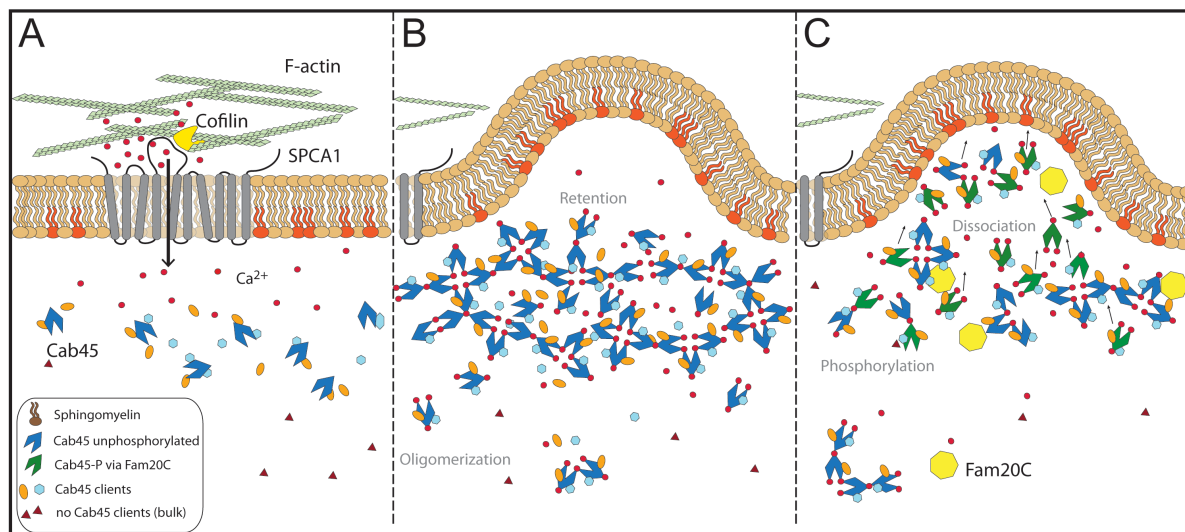 A
F-actin
Cofilin
SPCA1
Ca²⁺
Cab45
Sphingomyelin
Cab45 unphosphorylated
Cab45-P via Fam20C
Cab45 clients
no Cab45 clients (bulk)
B
Retention
Oligomerization
C
Dissociation
Phosphorylation
Fam20C